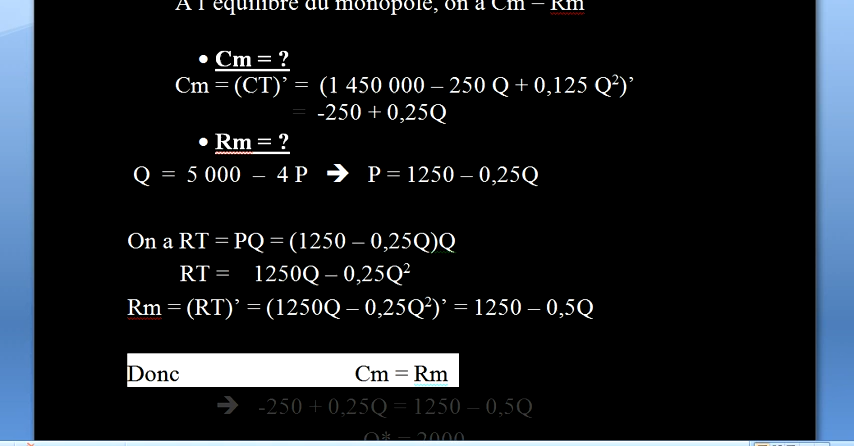 A l'équilibre du monopole, on a Cm = Rm
• Cm = ?
Cm = (CT)’ = (1 450 000 – 250 Q + 0,125 Q²)’
= -250 + 0,25Q
• Rm = ?
Q = 5 000 – 4 P ➔ P = 1250 – 0,25Q
On a RT = PQ = (1250 – 0,25Q)Q
RT = 1250Q – 0,25Q²
Rm = (RT)’ = (1250Q – 0,25Q²)’ = 1250 – 0,5Q
Donc Cm = Rm
➔ -250 + 0,25Q = 1250 – 0,5Q
Q* = 2000